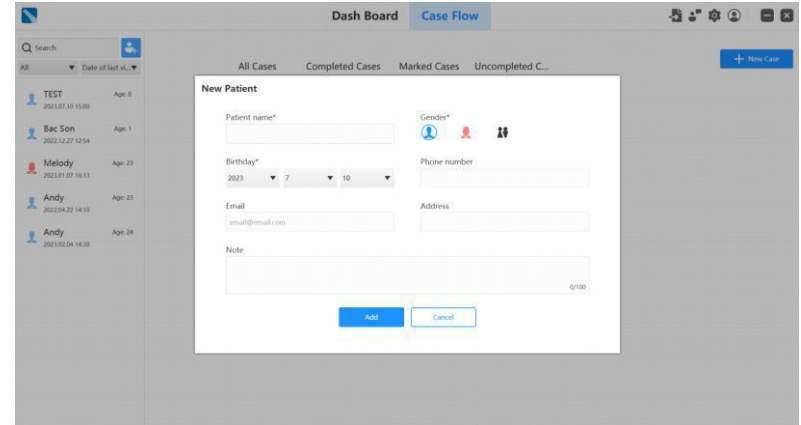 Dash Board Case Flow
Search
All Date of last vi...
New Case
All Cases Completed Cases Marked Cases Uncompleted C...
TEST Age: 0
2023.07.10 15:00
Bac Son Age: 1
2022.12.27 12:54
Melody Age: 23
2023.01.07 16:13
Andy Age: 23
2022.04.22 14:10
Andy Age: 24
2023.02.04 14:30
New Patient
Patient name* Gender*
Birthday* Phone number
2023 7 10
Email Address
email@email.com
Note
0/100
Add Cancel